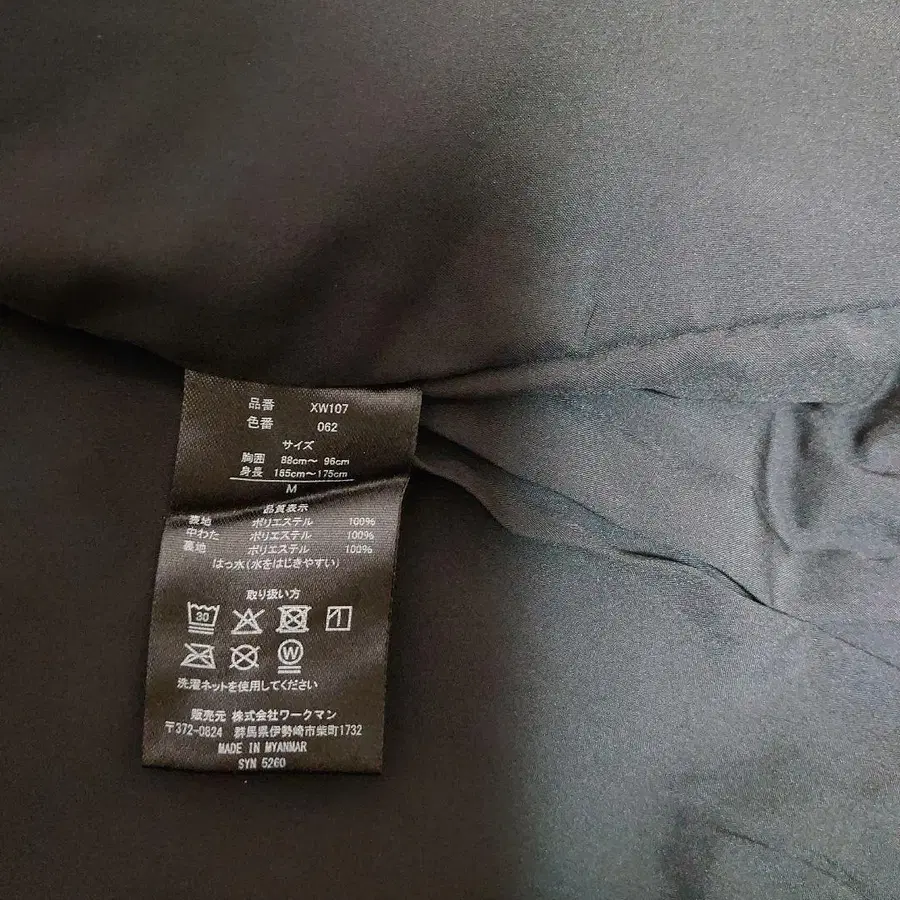 品番 XW107
色番 062
サイズ
胸囲 88cm～ 96cm
身長 165cm～175cm
M
品質表示
表地 ポリエステル 100%
中わた ポリエステル 100%
裏地 ポリエステル 100%
はっ水(水をはじきやすい)
取り扱い方
30
W
洗濯ネットを使用してください
販売元 株式会社ワークマン
〒372-0824 群馬県伊勢崎市柴町1732
MADE IN MYANMAR
SYN 5260